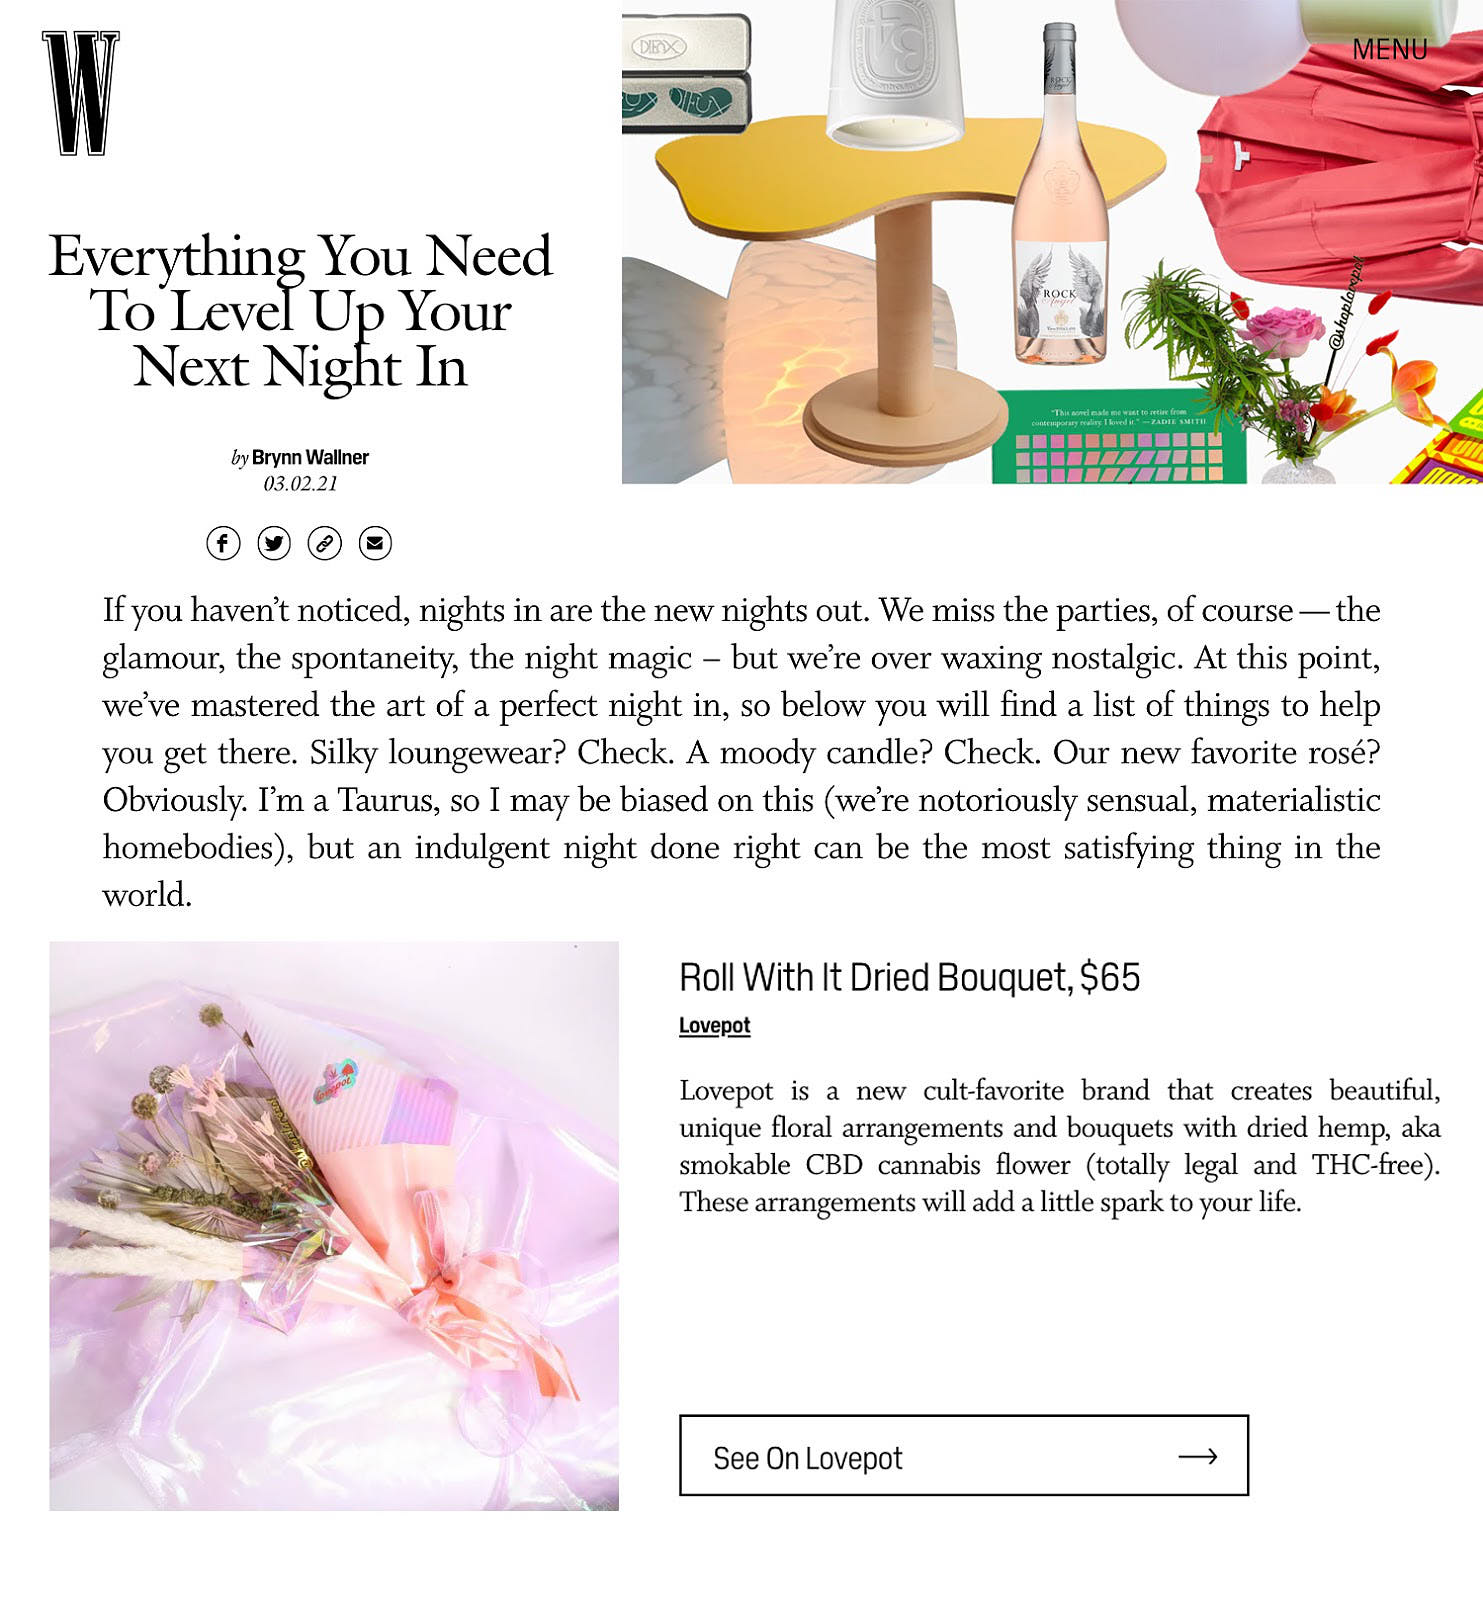 W
DIEUX
DIEUX
34
MENU
ROCK
Angel
ROCK
Angel
@shoplovepot
"This novel made me want to retire from
contemporary reality. I loved it." — ZADIE SMITH
Everything You Need
To Level Up Your
Next Night In
by Brynn Wallner
03.02.21
If you haven’t noticed, nights in are the new nights out. We miss the parties, of course — the
glamour, the spontaneity, the night magic – but we’re over waxing nostalgic. At this point,
we’ve mastered the art of a perfect night in, so below you will find a list of things to help
you get there. Silky loungewear? Check. A moody candle? Check. Our new favorite rosé?
Obviously. I’m a Taurus, so I may be biased on this (we’re notoriously sensual, materialistic
homebodies), but an indulgent night done right can be the most satisfying thing in the
world.
lovepot
Roll With It Dried Bouquet, $65
Lovepot
Lovepot is a new cult-favorite brand that creates beautiful,
unique floral arrangements and bouquets with dried hemp, aka
smokable CBD cannabis flower (totally legal and THC-free).
These arrangements will add a little spark to your life.
See On Lovepot